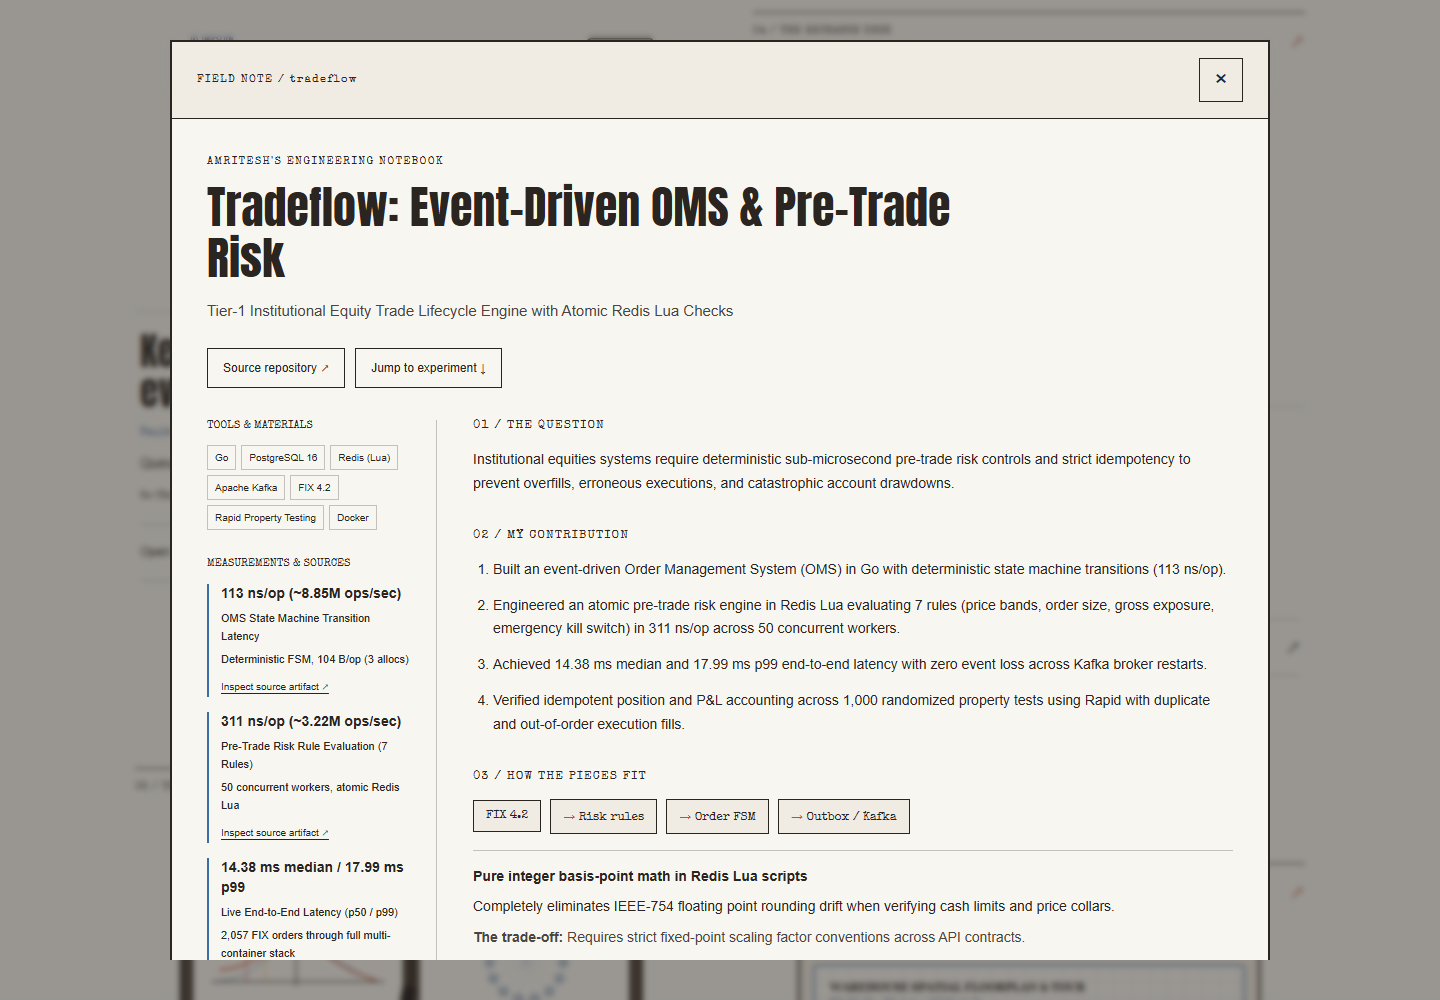 FIELD NOTE / tradeflow
×
AMRITESH'S ENGINEERING NOTEBOOK
Tradeflow: Event-Driven OMS & Pre-Trade
Risk
Tier-1 Institutional Equity Trade Lifecycle Engine with Atomic Redis Lua Checks
Source repository ↗
Jump to experiment ↓
TOOLS & MATERIALS
Go
PostgreSQL 16
Redis (Lua)
Apache Kafka
FIX 4.2
Rapid Property Testing
Docker
MEASUREMENTS & SOURCES
113 ns/op (~8.85M ops/sec)
OMS State Machine Transition
Latency
Deterministic FSM, 104 B/op (3 allocs)
Inspect source artifact ↗
311 ns/op (~3.22M ops/sec)
Pre-Trade Risk Rule Evaluation (7
Rules)
50 concurrent workers, atomic Redis
Lua
Inspect source artifact ↗
14.38 ms median / 17.99 ms
p99
Live End-to-End Latency (p50 / p99)
2,057 FIX orders through full multi-
container stack
01 / THE QUESTION
Institutional equities systems require deterministic sub-microsecond pre-trade risk controls and strict idempotency to
prevent overfills, erroneous executions, and catastrophic account drawdowns.
02 / MY CONTRIBUTION
1. Built an event-driven Order Management System (OMS) in Go with deterministic state machine transitions (113 ns/op).
2. Engineered an atomic pre-trade risk engine in Redis Lua evaluating 7 rules (price bands, order size, gross exposure,
emergency kill switch) in 311 ns/op across 50 concurrent workers.
3. Achieved 14.38 ms median and 17.99 ms p99 end-to-end latency with zero event loss across Kafka broker restarts.
4. Verified idempotent position and P&L accounting across 1,000 randomized property tests using Rapid with duplicate
and out-of-order execution fills.
03 / HOW THE PIECES FIT
FIX 4.2
→ Risk rules
→ Order FSM
→ Outbox / Kafka
Pure integer basis-point math in Redis Lua scripts
Completely eliminates IEEE-754 floating point rounding drift when verifying cash limits and price collars.
The trade-off: Requires strict fixed-point scaling factor conventions across API contracts.